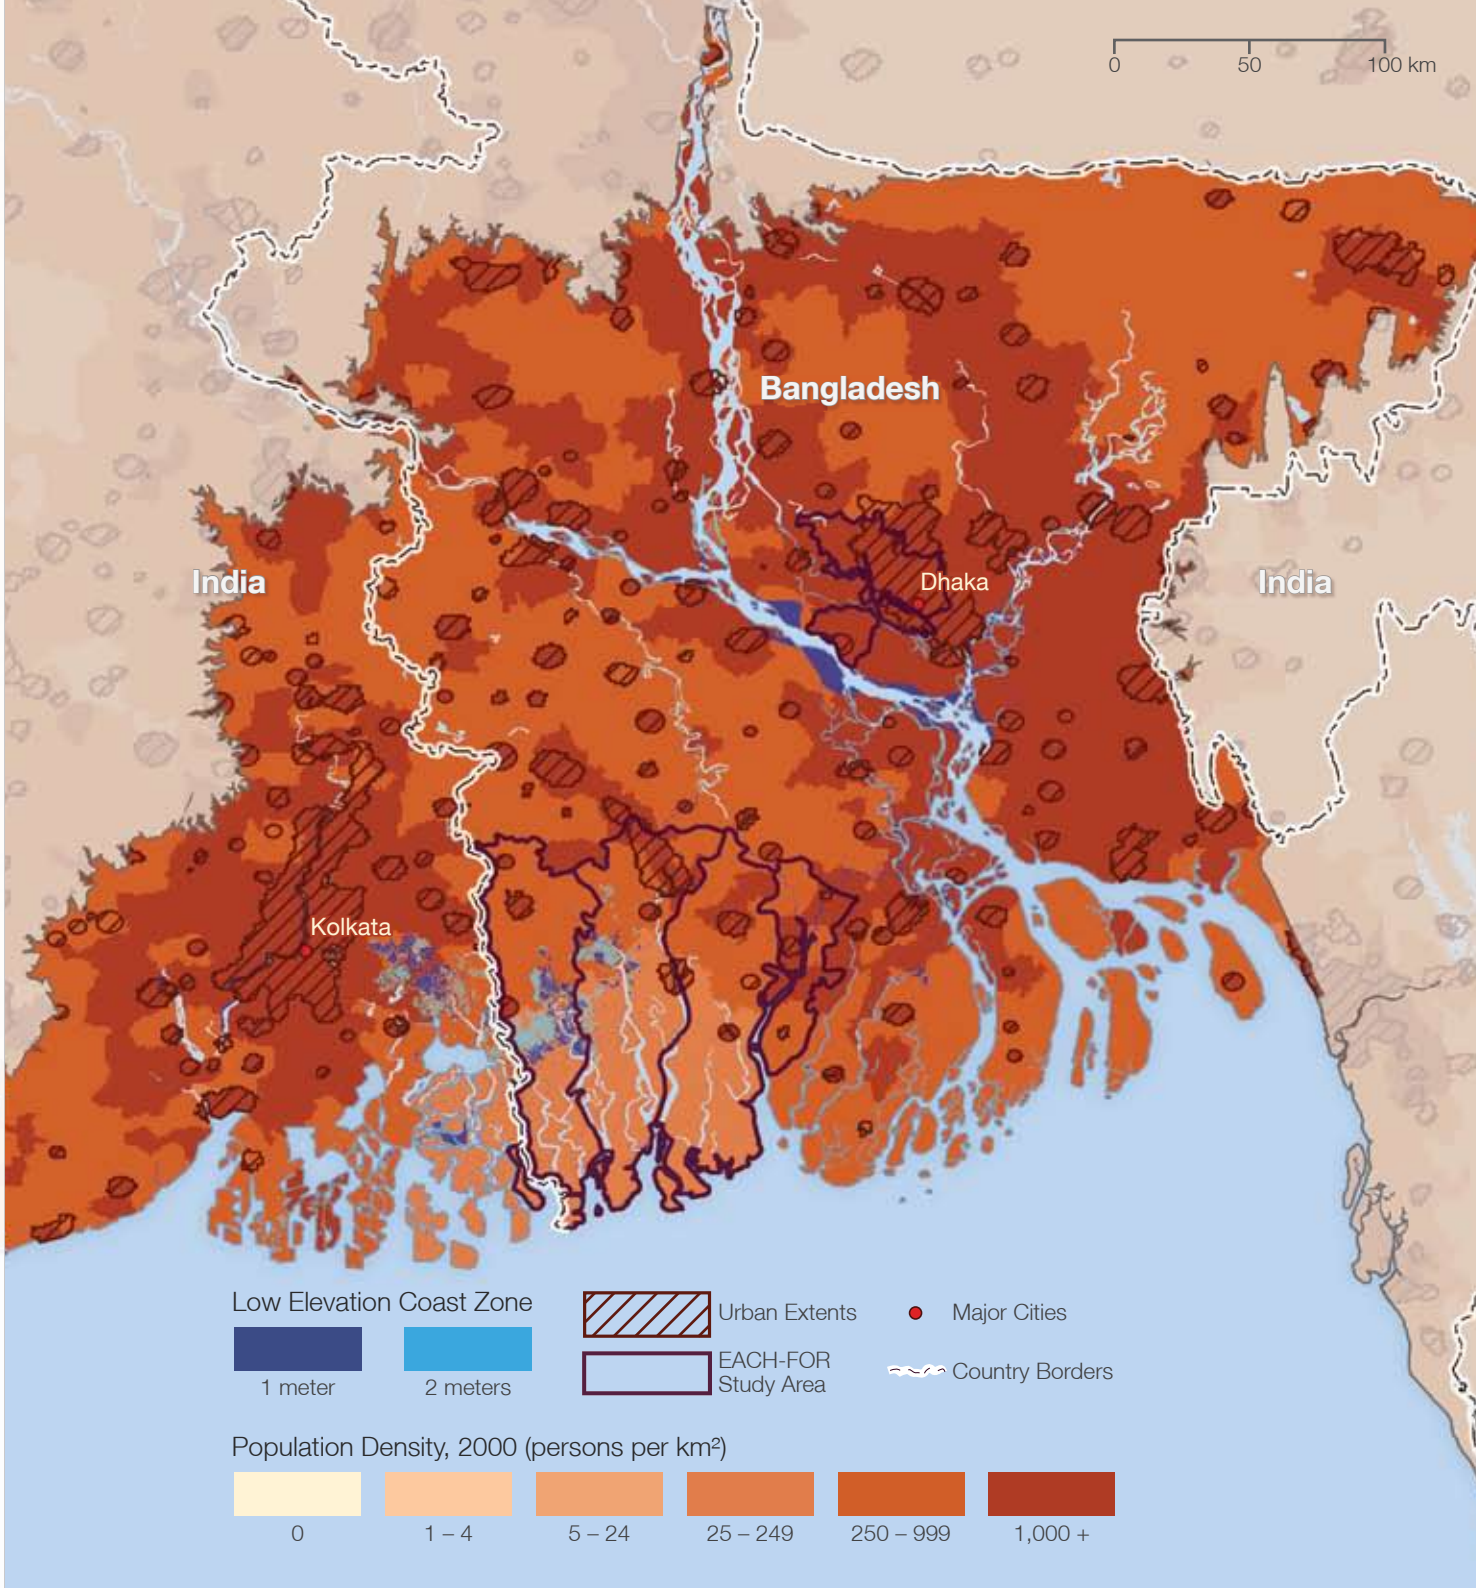 0 50 100 km
Bangladesh
Dhaka
India
India
Kolkata
Low Elevation Coast Zone
1 meter
2 meters
Urban Extents
EACH-FOR
Study Area
Major Cities
Country Borders
Population Density, 2000 (persons per km²)
0
1 – 4
5 – 24
25 – 249
250 – 999
1,000 +